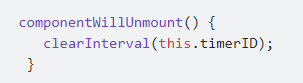 componentWillUnmount() {
    clearInterval(this.timerID);
  }